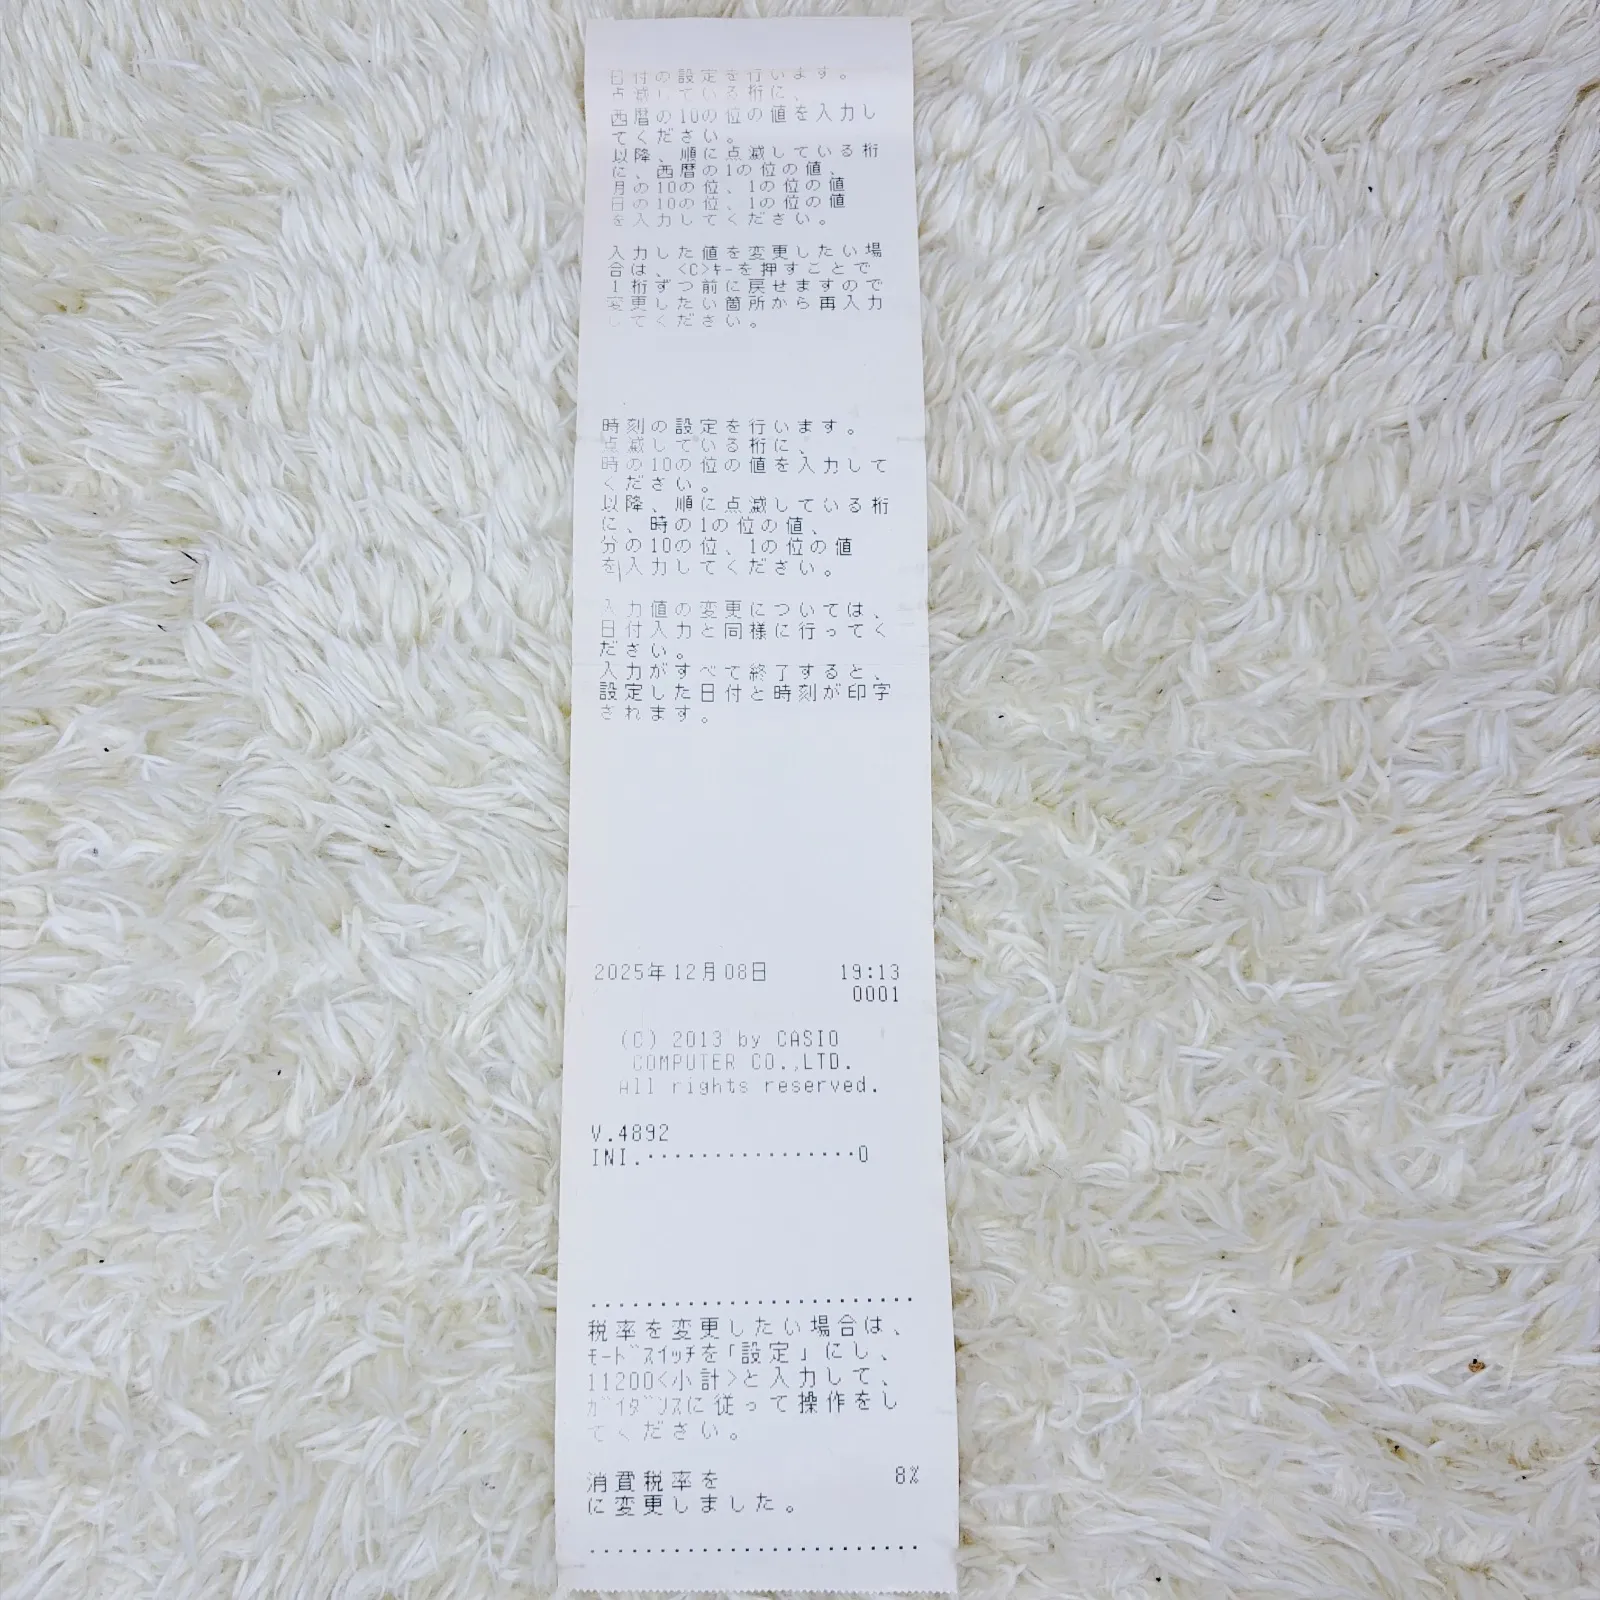 日付の設定を行います。
点滅している桁に、
西暦の10の位の値を入力し
てください。
以降、順に点滅している桁
に、西暦の1の位の値、
月の10の位、1の位の値
日の10の位、1の位の値
を入力してください。
入力した値を変更したい場
合は、<C>ｷｰを押すことで
1桁ずつ前に戻せますので
変更したい箇所から再入力
してください。
時刻の設定を行います。
点滅している桁に、
時の10の位の値を入力して
ください。
以降、順に点滅している桁
に、時の1の位の値、
分の10の位、1の位の値
を入力してください。
入力値の変更については、
日付入力と同様に行ってく
ださい。
入力がすべて終了すると、
設定した日付と時刻が印字
されます。
2025年12月08日 19:13
0001
(C) 2013 by CASIO
COMPUTER CO.,LTD.
All rights reserved.
V.4892
INI.················0
税率を変更したい場合は、
ﾓｰﾄﾞｽｲｯﾁを「設定」にし、
11200<小計>と入力して、
ｶﾞｲﾀﾞﾝｽに従って操作をし
てください。
消費税率を 8%
に変更しました。